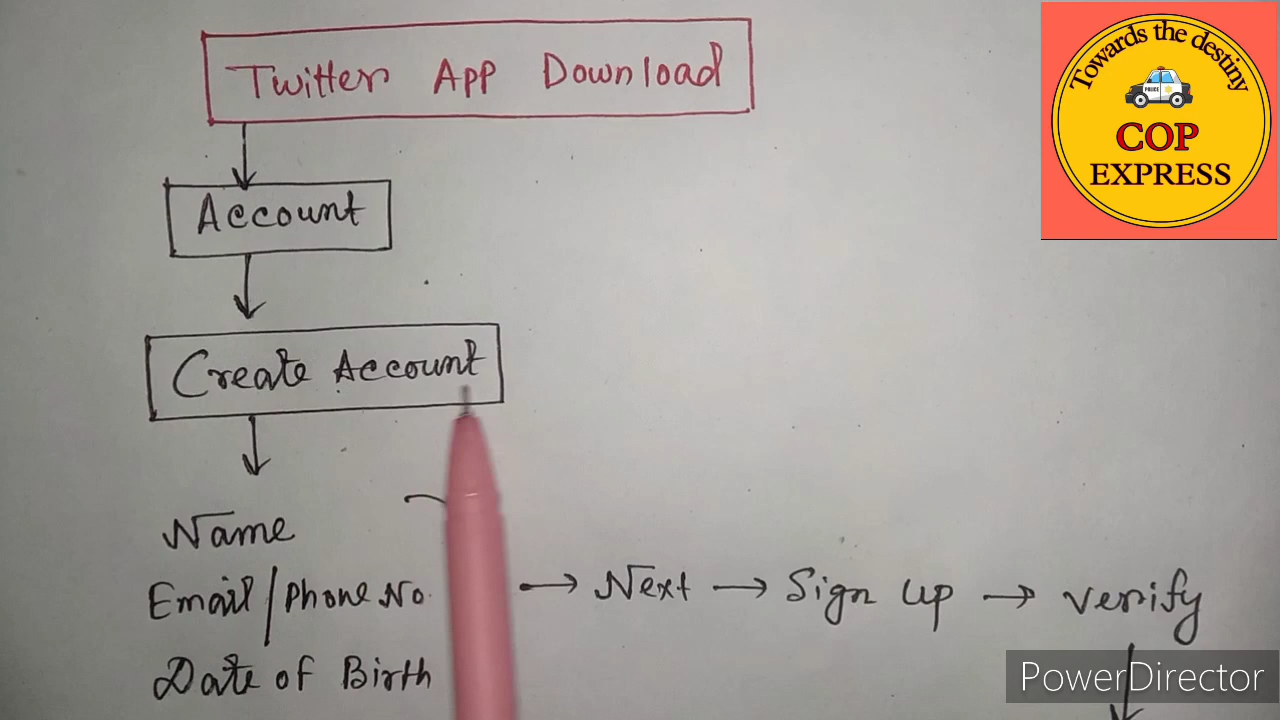 Twitter App Download
Account
Create Account
Name
Email/Phone No.
Date of Birth
→ Next → Sign Up → verify
Towards the destiny
POLICE
COP
EXPRESS
PowerDirector